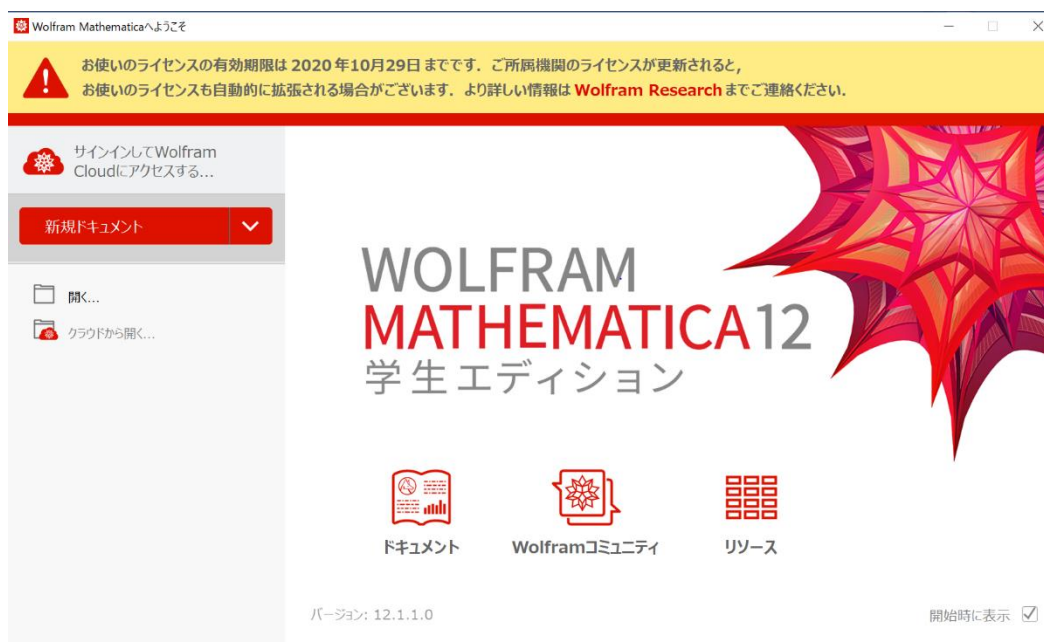 Wolfram Mathematicaへようこそ
お使いのライセンスの有効期限は 2020 年10月29日 までです．ご所属機関のライセンスが更新されると，
お使いのライセンスも自動的に拡張される場合がございます．より詳しい情報は Wolfram Research までご連絡ください．
サインインしてWolfram
Cloudにアクセスする...
新規ドキュメント
開く...
クラウドから開く...
WOLFRAM
MATHEMATICA12
学生エディション
ドキュメント
Wolframコミュニティ
リソース
バージョン: 12.1.1.0
開始時に表示